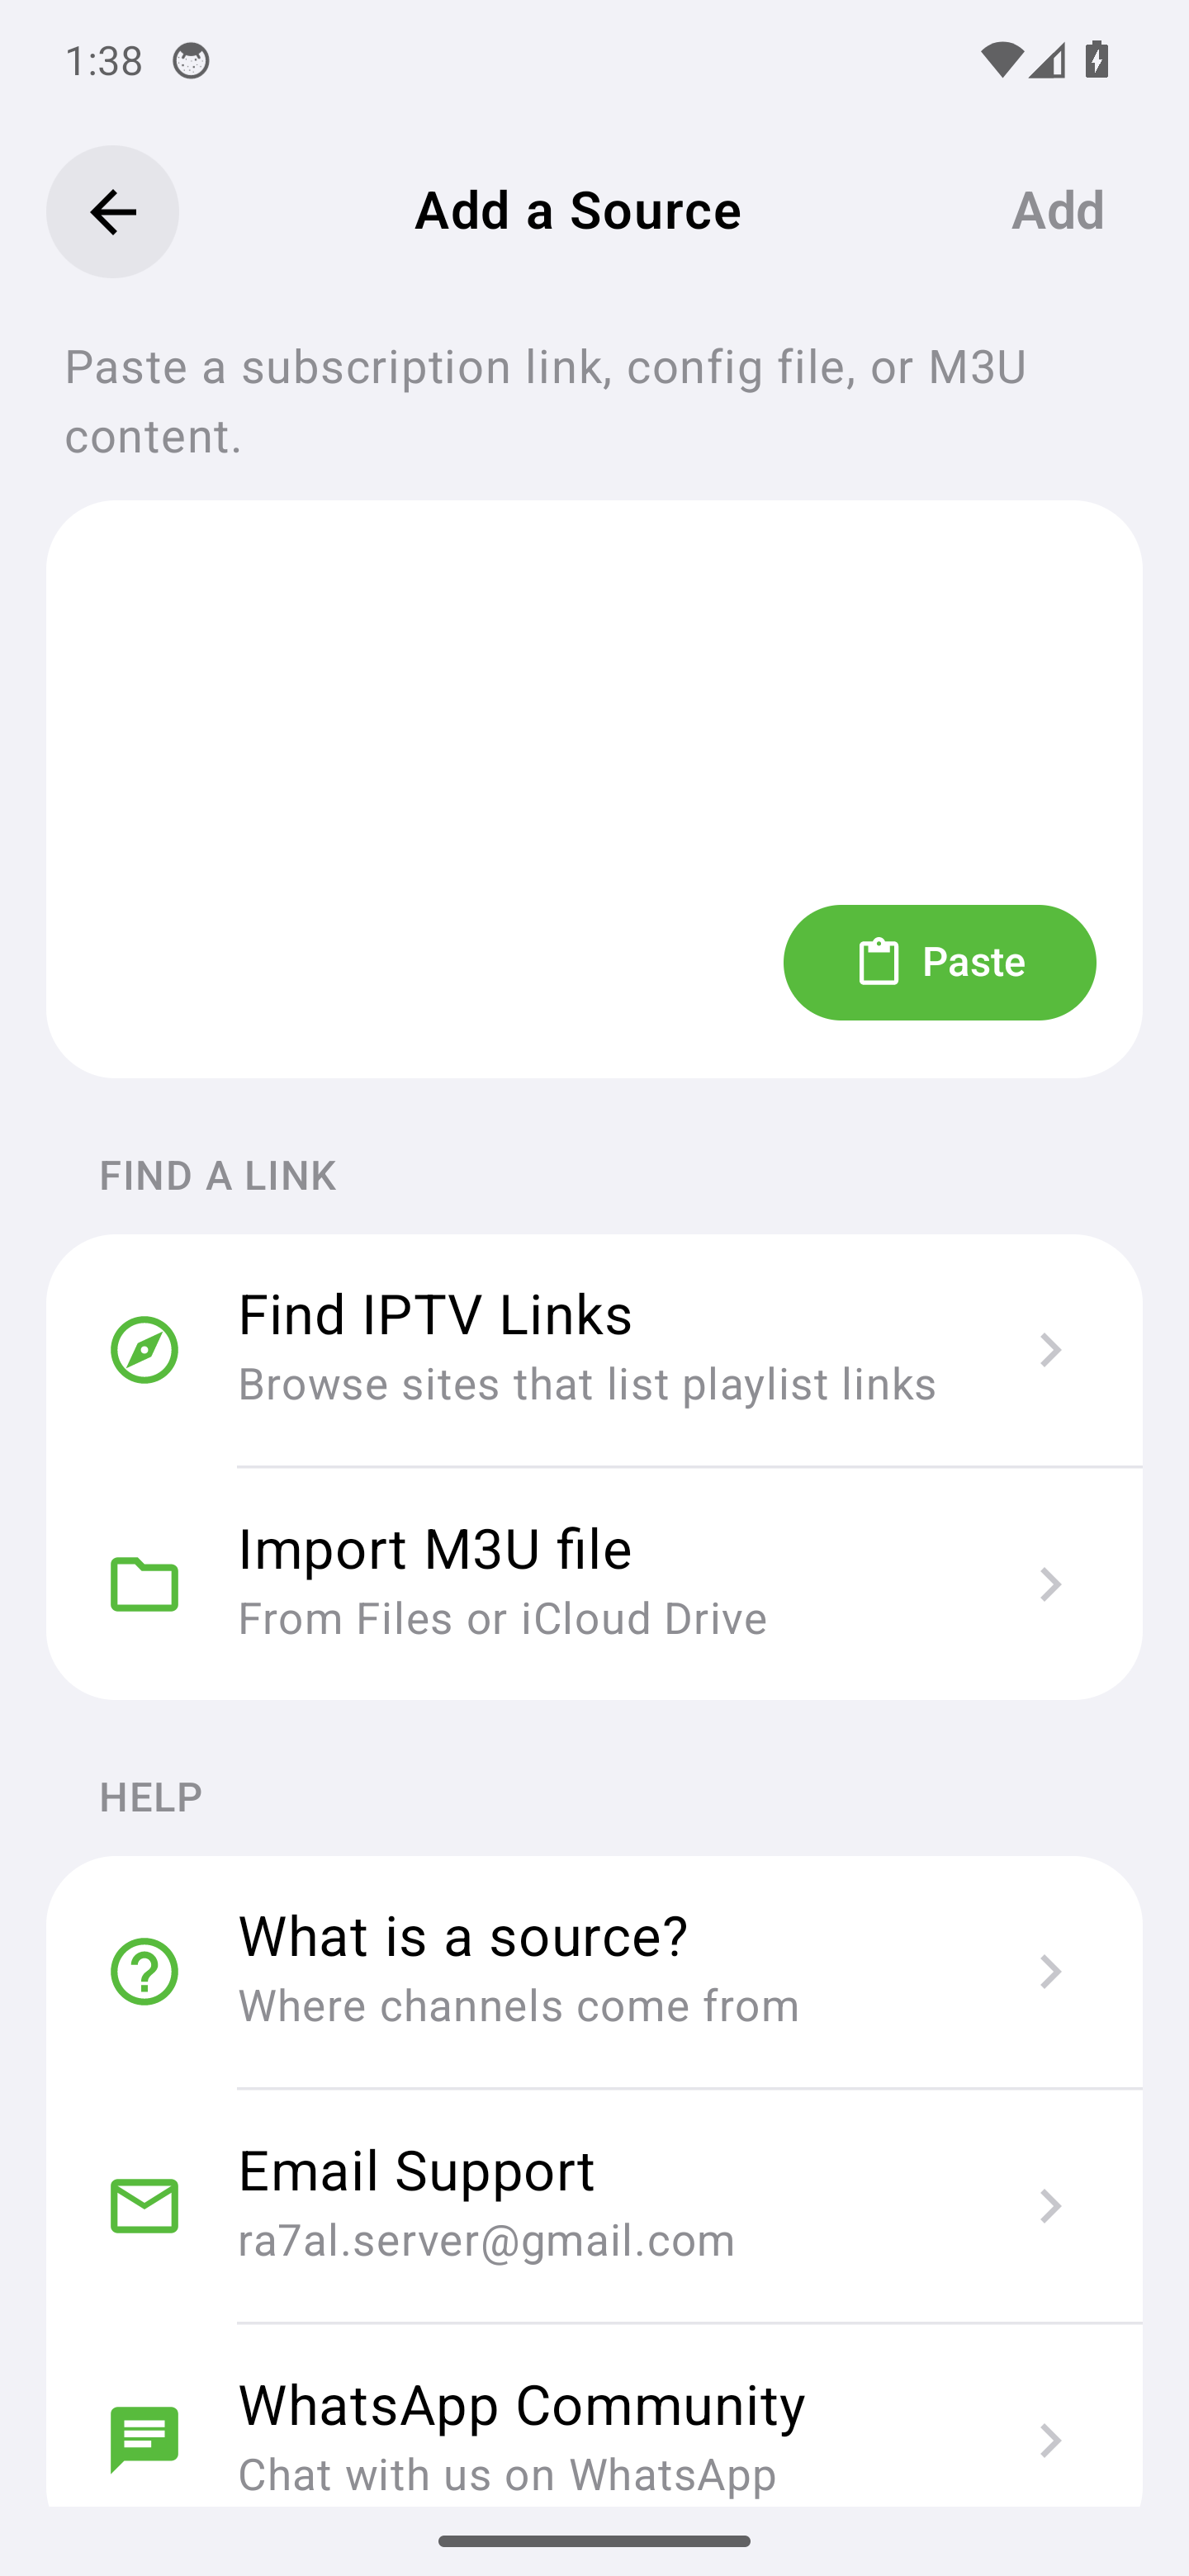 1:38
Add a Source
Add
Paste a subscription link, config file, or M3U
content.
Paste
FIND A LINK
Find IPTV Links
Browse sites that list playlist links
Import M3U file
From Files or iCloud Drive
HELP
What is a source?
Where channels come from
Email Support
ra7al.server@gmail.com
WhatsApp Community
Chat with us on WhatsApp